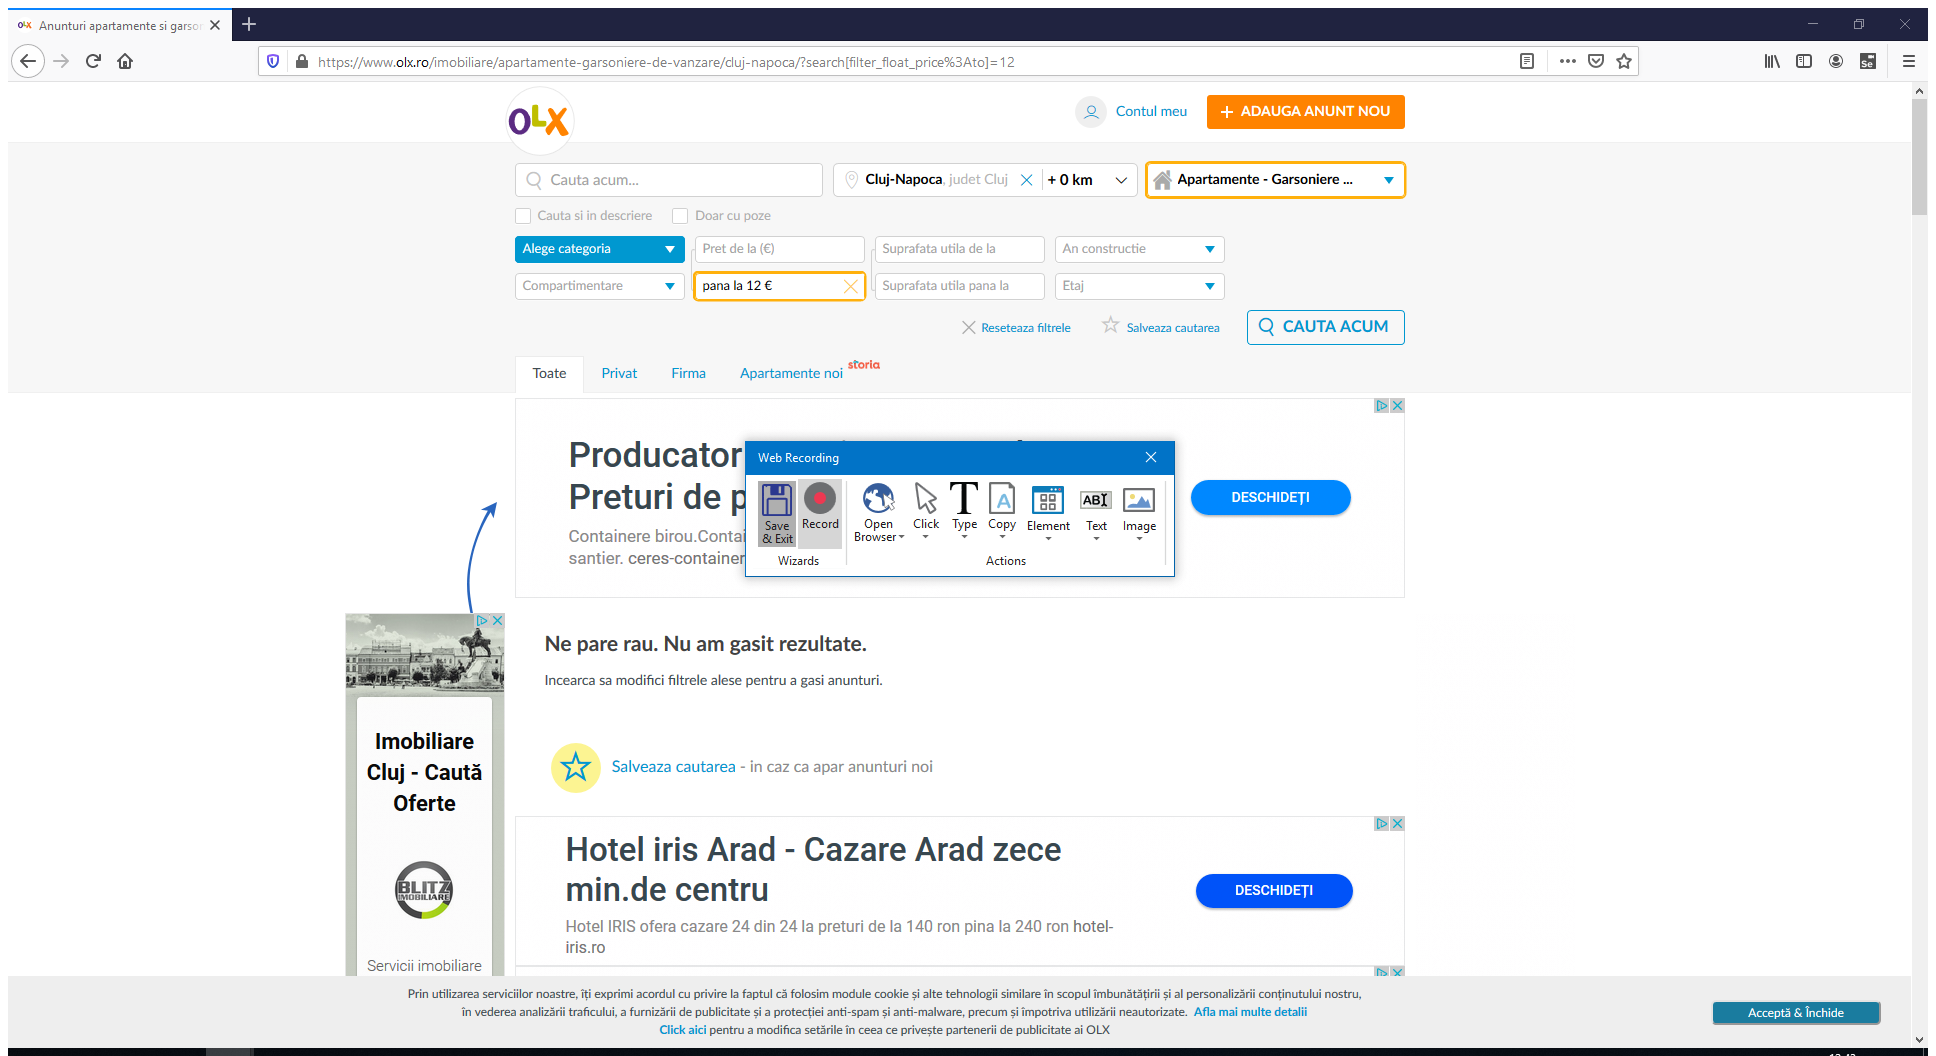 Anunturi apartamente si garson
https://www.olx.ro/imobiliare/apartamente-garsoniere-de-vanzare/cluj-napoca/?search[filter_float_price%3Ato]=12
OLX
Contul meu
+ ADAUGA ANUNT NOU
Cauta acum...
Cluj-Napoca, judet Cluj
+ 0 km
Apartamente - Garsoniere ...
Cauta si in descriere
Doar cu poze
Alege categoria
Pret de la (€)
Suprafata utila de la
An constructie
Compartimentare
pana la 12 €
Suprafata utila pana la
Etaj
Reseteaza filtrele
Salveaza cautarea
CAUTA ACUM
Toate
Privat
Firma
Apartamente noi
storia
Producator
Preturi de p
Containere birou.Contai
santier. ceres-container
DESCHIDEȚI
Web Recording
Save
& Exit
Record
Wizards
Open
Browser
Click
Type
Copy
Element
Text
Image
Actions
Ne pare rau. Nu am gasit rezultate.
Incearca sa modifici filtrele alese pentru a gasi anunturi.
Salveaza cautarea - in caz ca apar anunturi noi
Imobiliare
Cluj - Caută
Oferte
BLITZ
IMOBILIARE
Servicii imobiliare
Hotel iris Arad - Cazare Arad zece
min.de centru
Hotel IRIS ofera cazare 24 din 24 la preturi de la 140 ron pina la 240 ron hotel-
iris.ro
DESCHIDEȚI
Prin utilizarea serviciilor noastre, îți exprimi acordul cu privire la faptul că folosim module cookie și alte tehnologii similare în scopul îmbunătățirii și al personalizării conținutului nostru,
în vederea analizării traficului, a furnizării de publicitate și a protecției anti-spam și anti-malware, precum și împotriva utilizării neautorizate. Afla mai multe detalii
Click aici pentru a modifica setările în ceea ce privește partenerii de publicitate ai OLX
Acceptă & Închide